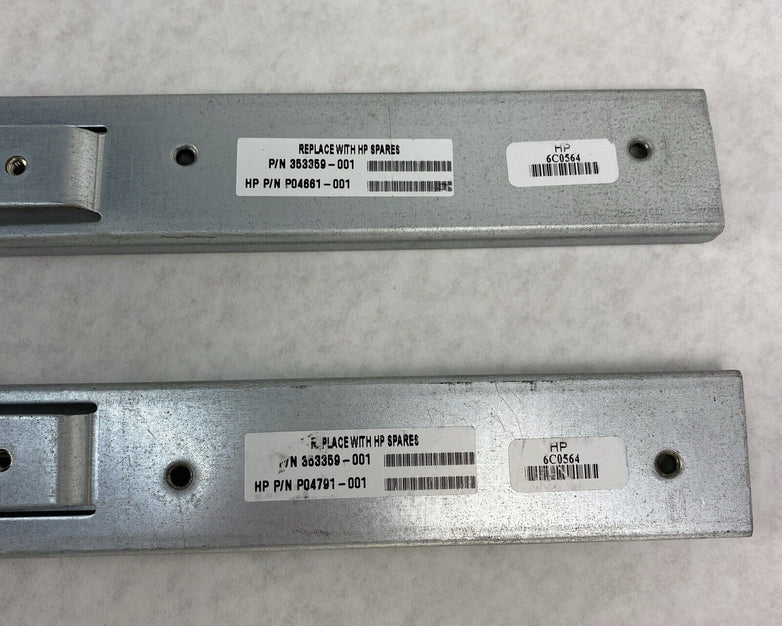 REPLACE WITH HP SPARES
P/N 353359-001
HP P/N P04661-001
HP
6C0564
R PLACE WITH HP SPARES
P/N 353359-001
HP P/N P04791-001
HP
6C0564